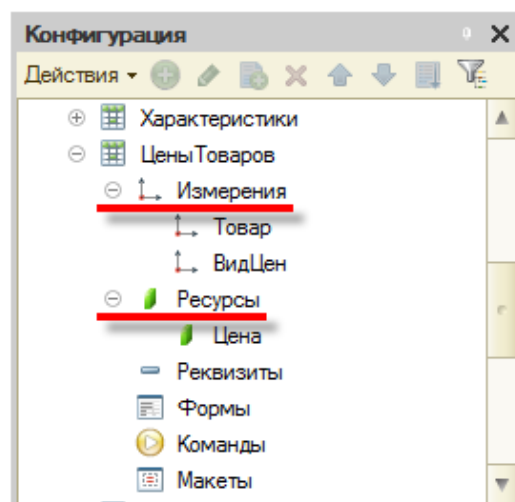 Конфигурация
Действия
Характеристики
ЦеныТоваров
Измерения
Товар
ВидЦен
Ресурсы
Цена
Реквизиты
Формы
Команды
Макеты